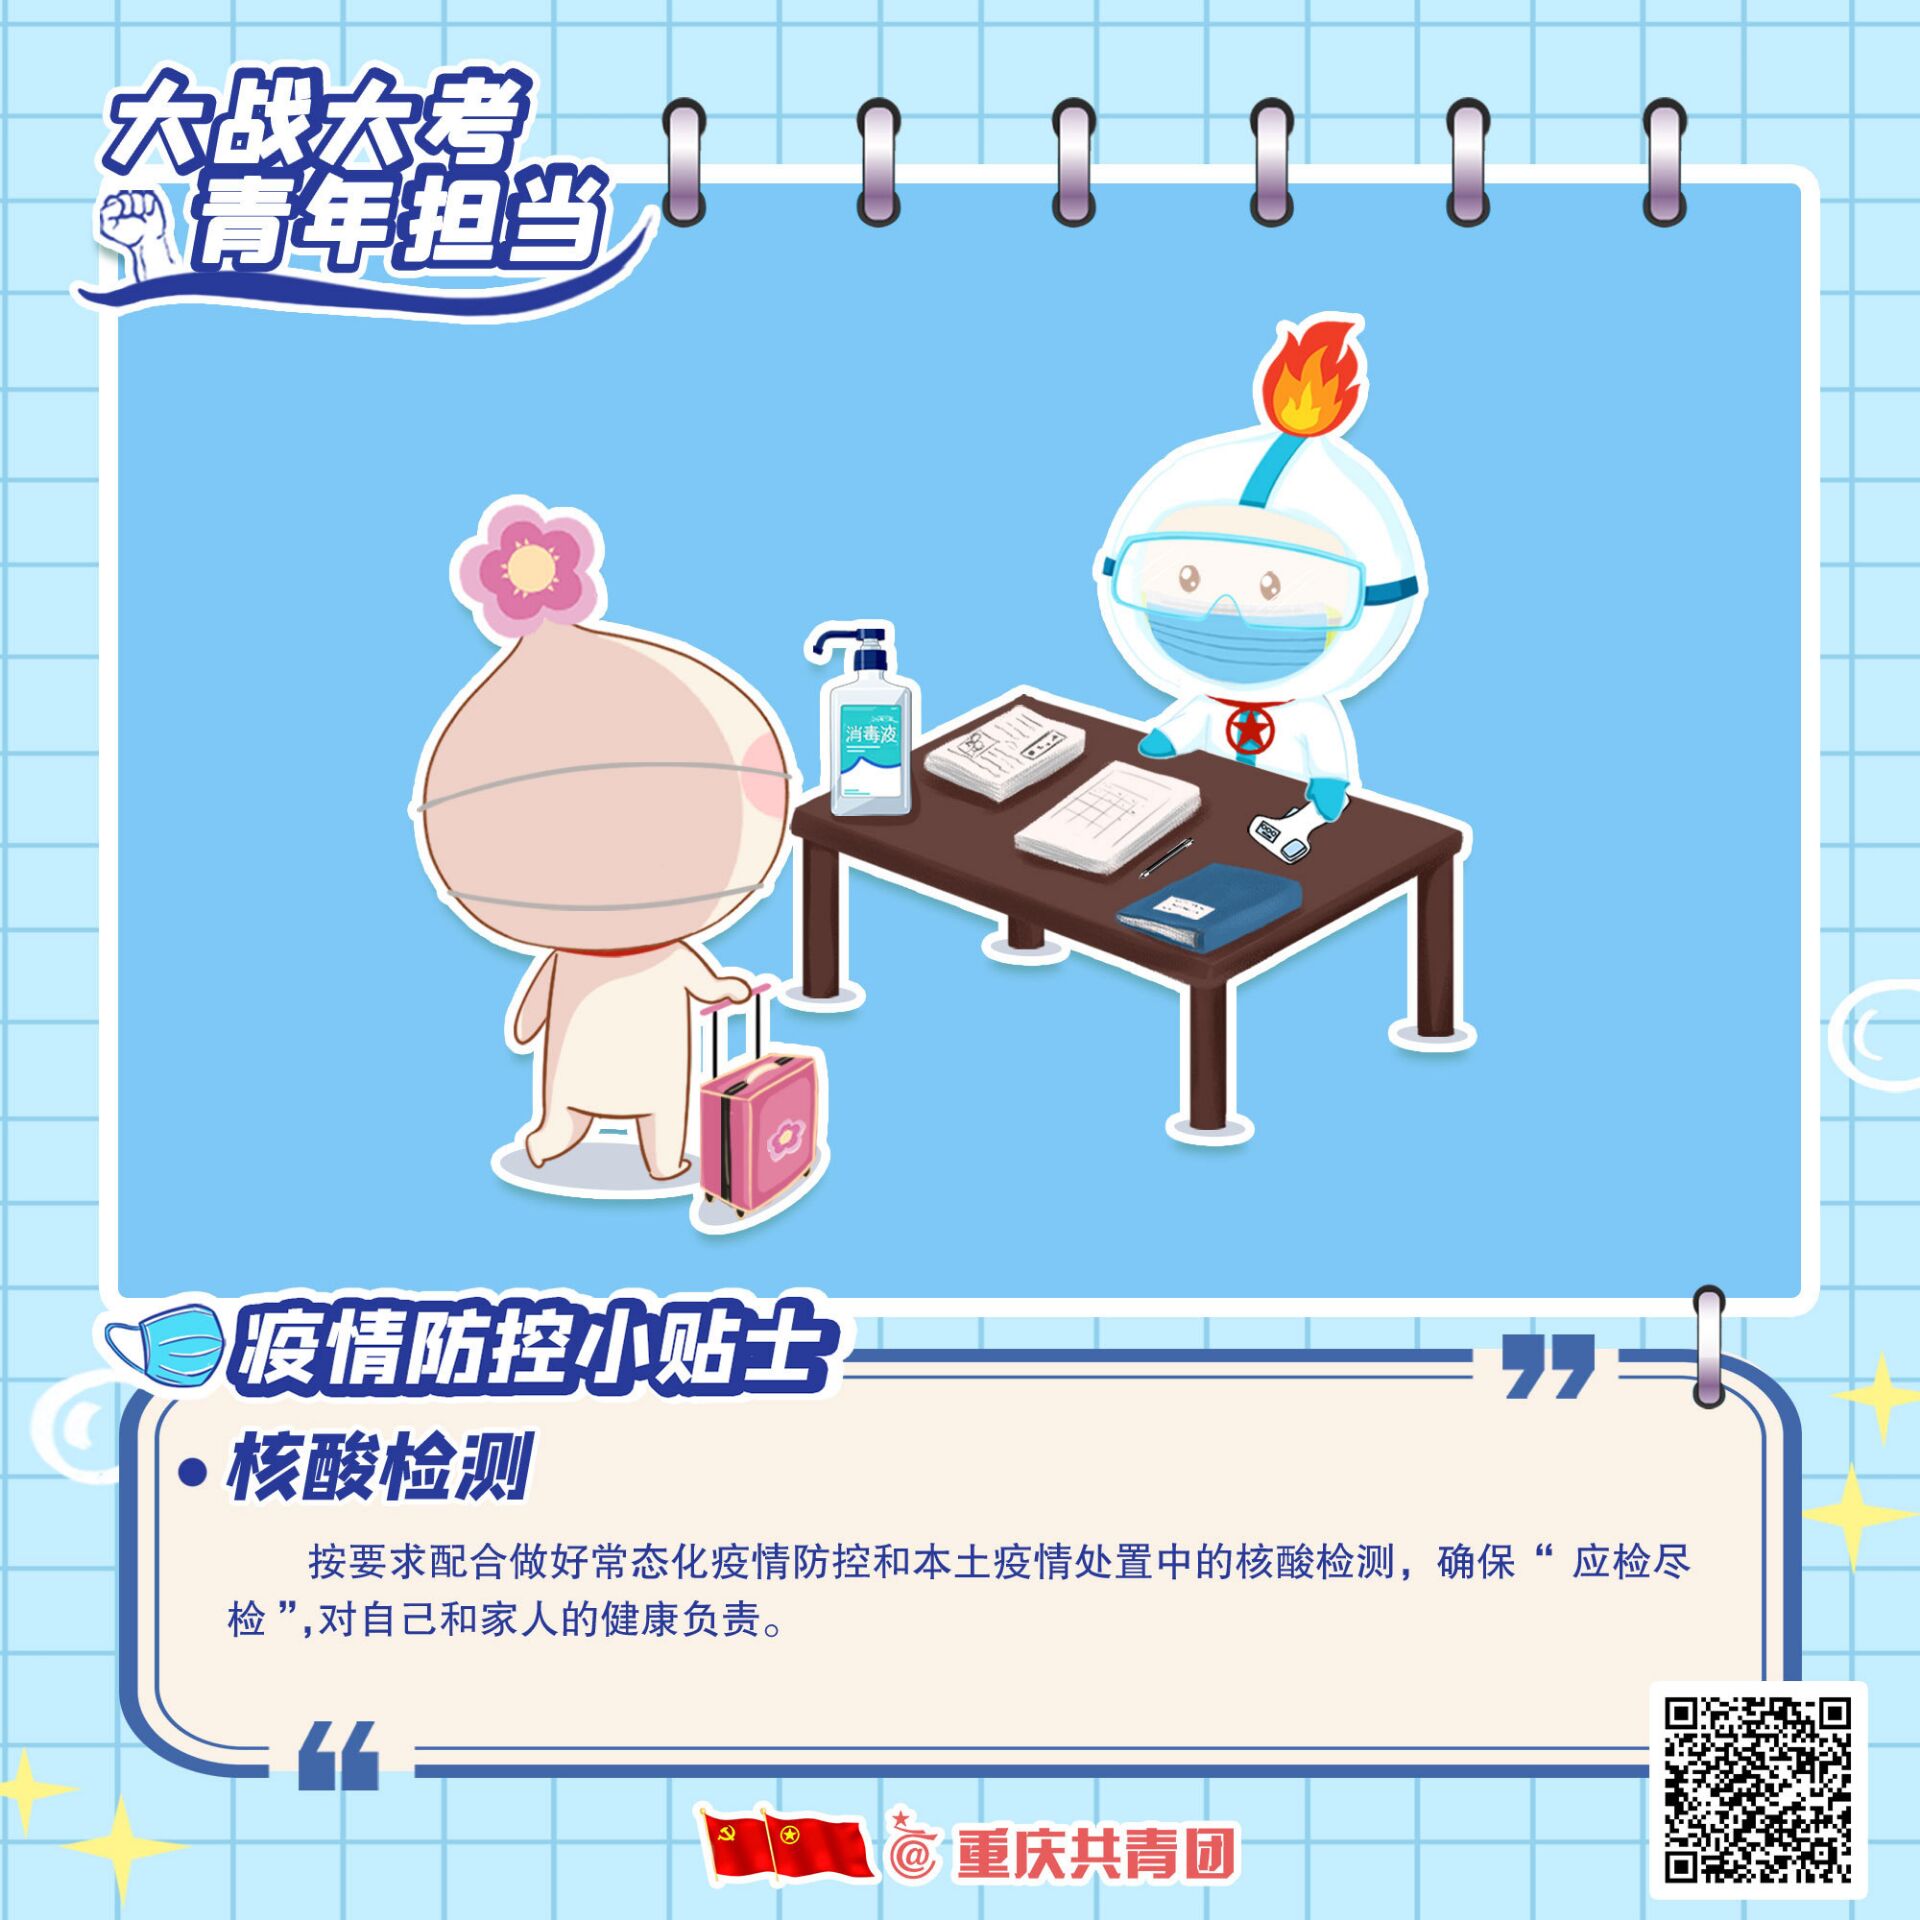 大战大考
青年担当
消毒液
疫情防控小贴士
核酸检测
按要求配合做好常态化疫情防控和本土疫情处置中的核酸检测，确保“应检尽
检”,对自己和家人的健康负责。
@重庆共青团